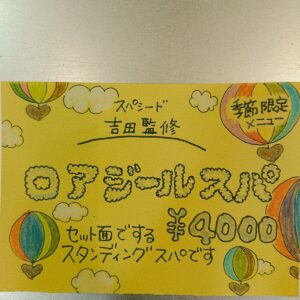 季節限定
メニュー
スペシード
吉田監修
ロアジールスパ
¥4000
セット面でする
スタンディングスパです